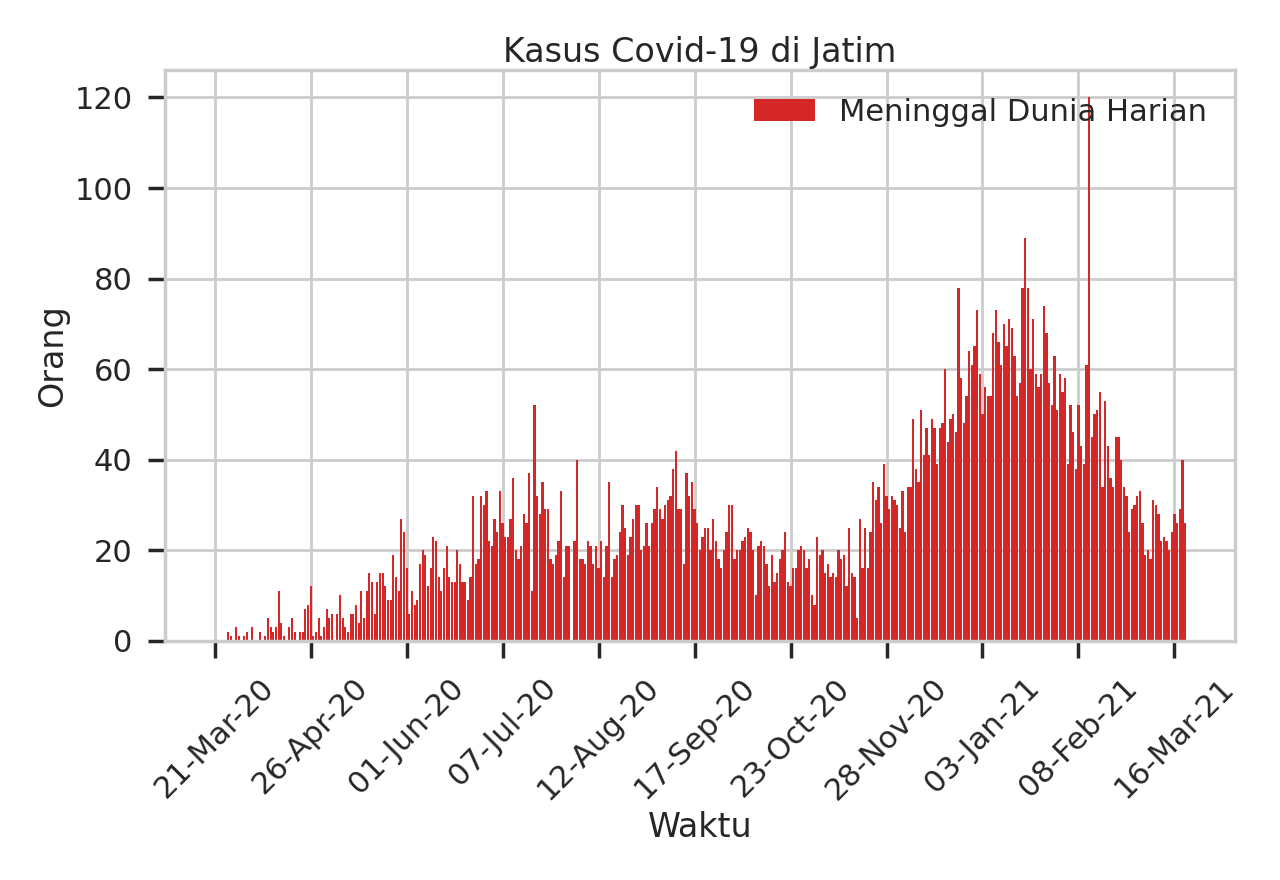 Kasus Covid-19 di Jatim
Meninggal Dunia Harian
120
100
80
60
40
20
0
Orang
21-Mar-20
26-Apr-20
01-Jun-20
07-Jul-20
12-Aug-20
17-Sep-20
23-Oct-20
28-Nov-20
03-Jan-21
08-Feb-21
16-Mar-21
Waktu